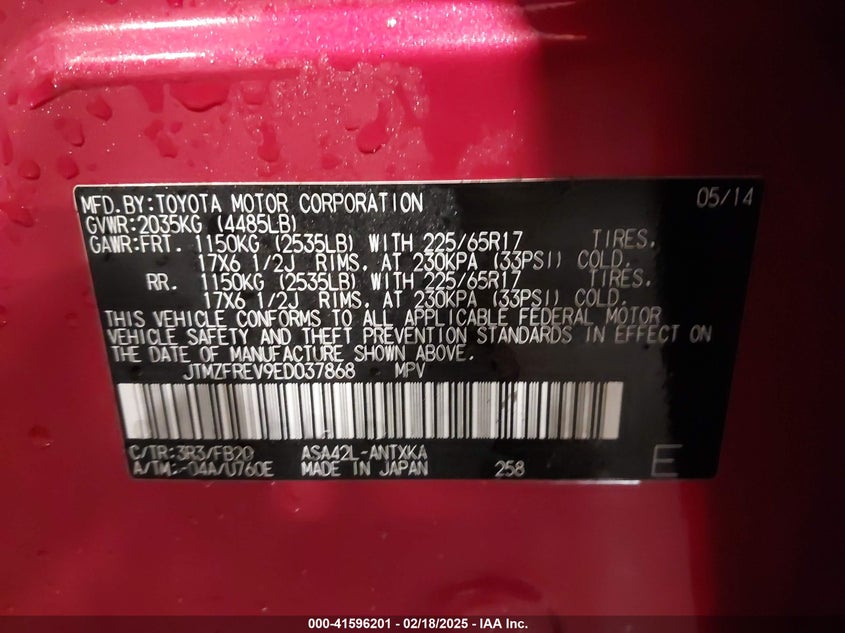 MFD.BY:TOYOTA MOTOR CORPORATION 05/14
GVWR:2035KG (4485LB)
GAWR:FRT. 1150KG (2535LB) WITH 225/65R17 TIRES,
17X6 1/2J RIMS, AT 230KPA (33PSI) COLD.
RR. 1150KG (2535LB) WITH 225/65R17 TIRES,
17X6 1/2J RIMS, AT 230KPA (33PSI) COLD.
THIS VEHICLE CONFORMS TO ALL APPLICABLE FEDERAL MOTOR
VEHICLE SAFETY AND THEFT PREVENTION STANDARDS IN EFFECT ON
THE DATE OF MANUFACTURE SHOWN ABOVE.
JTMZFREV9ED037868 MPV
C/TR:3R3/FB20 ASA42L-ANTXKA
A/TM:-04A/U760E MADE IN JAPAN 258 E
000-41596201 - 02/18/2025 - IAA Inc.